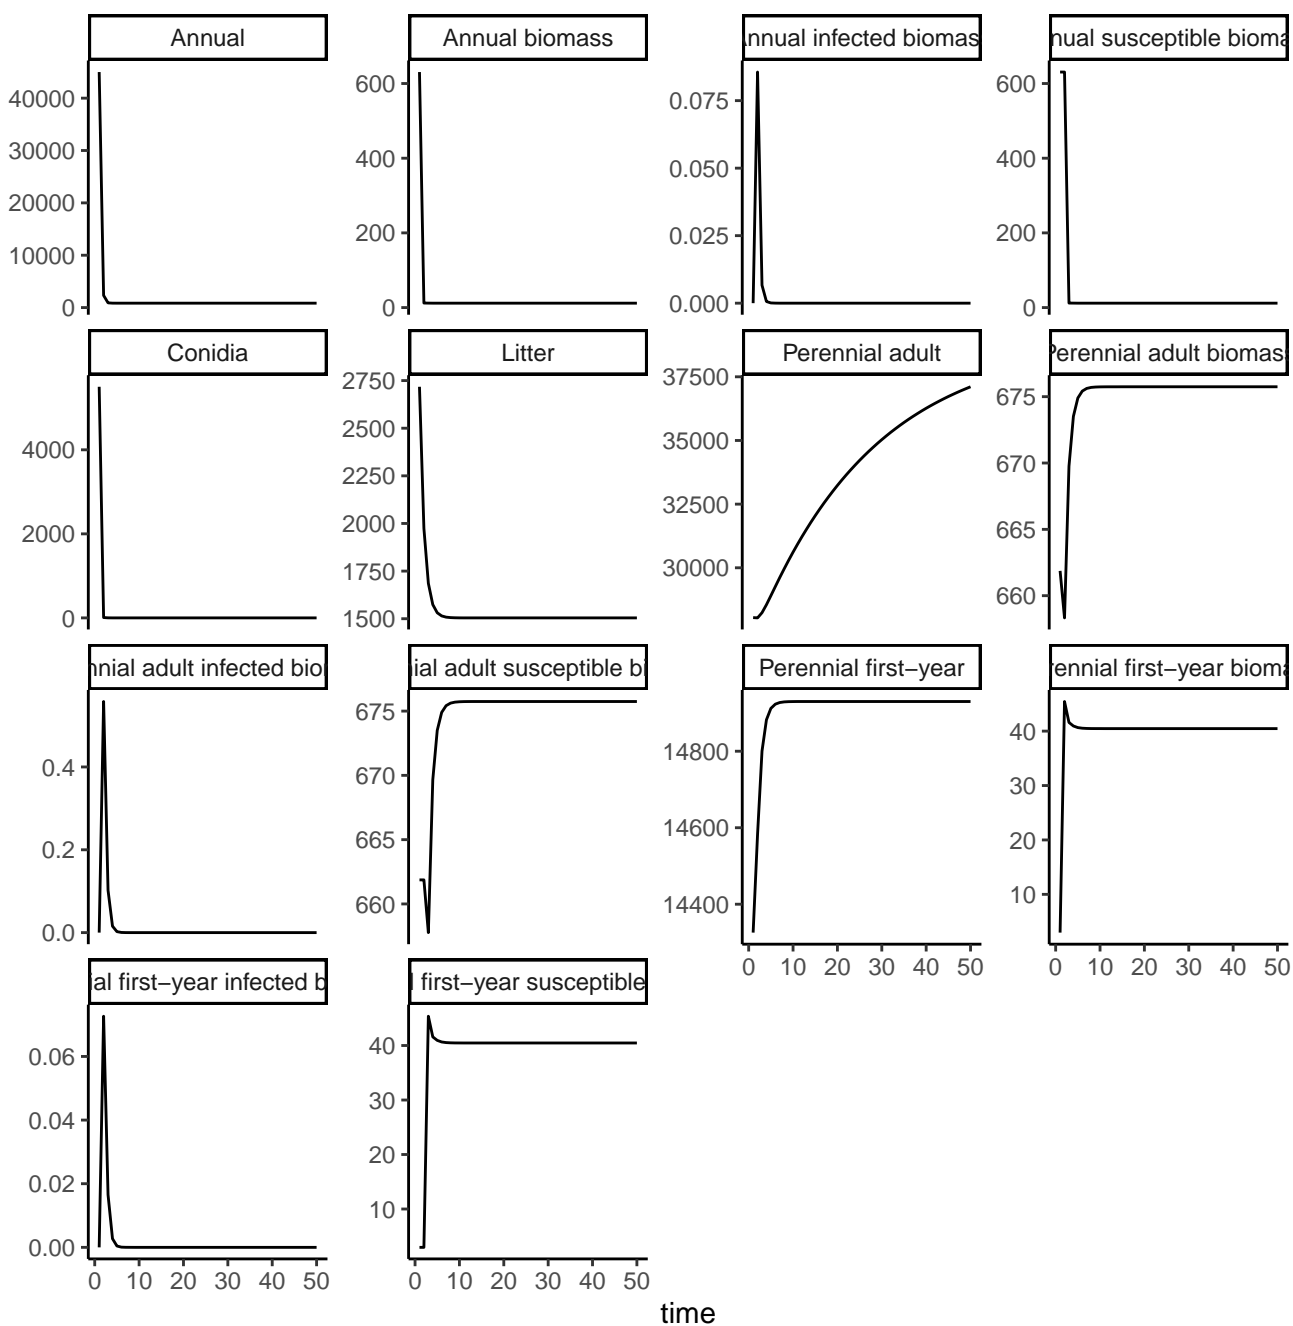 Annual
Annual biomass
nnual infected biomas
nual susceptible bioma
40000
30000
20000
10000
0
600
400
200
0
0.075
0.050
0.025
0.000
600
400
200
0
Conidia
Litter
Perennial adult
Perennial adult biomass
4000
2000
0
2750
2500
2250
2000
1750
1500
37500
35000
32500
30000
675
670
665
660
nnial adult infected bior
ial adult susceptible bi
Perennial first−year
rennial first−year bioma
0.4
0.2
0.0
675
670
665
660
14800
14600
14400
40
30
20
10
0 10 20 30 40 50
0 10 20 30 40 50
ial first−year infected b
l first−year susceptible
0.06
0.04
0.02
0.00
40
30
20
10
0 10 20 30 40 50
0 10 20 30 40 50
time